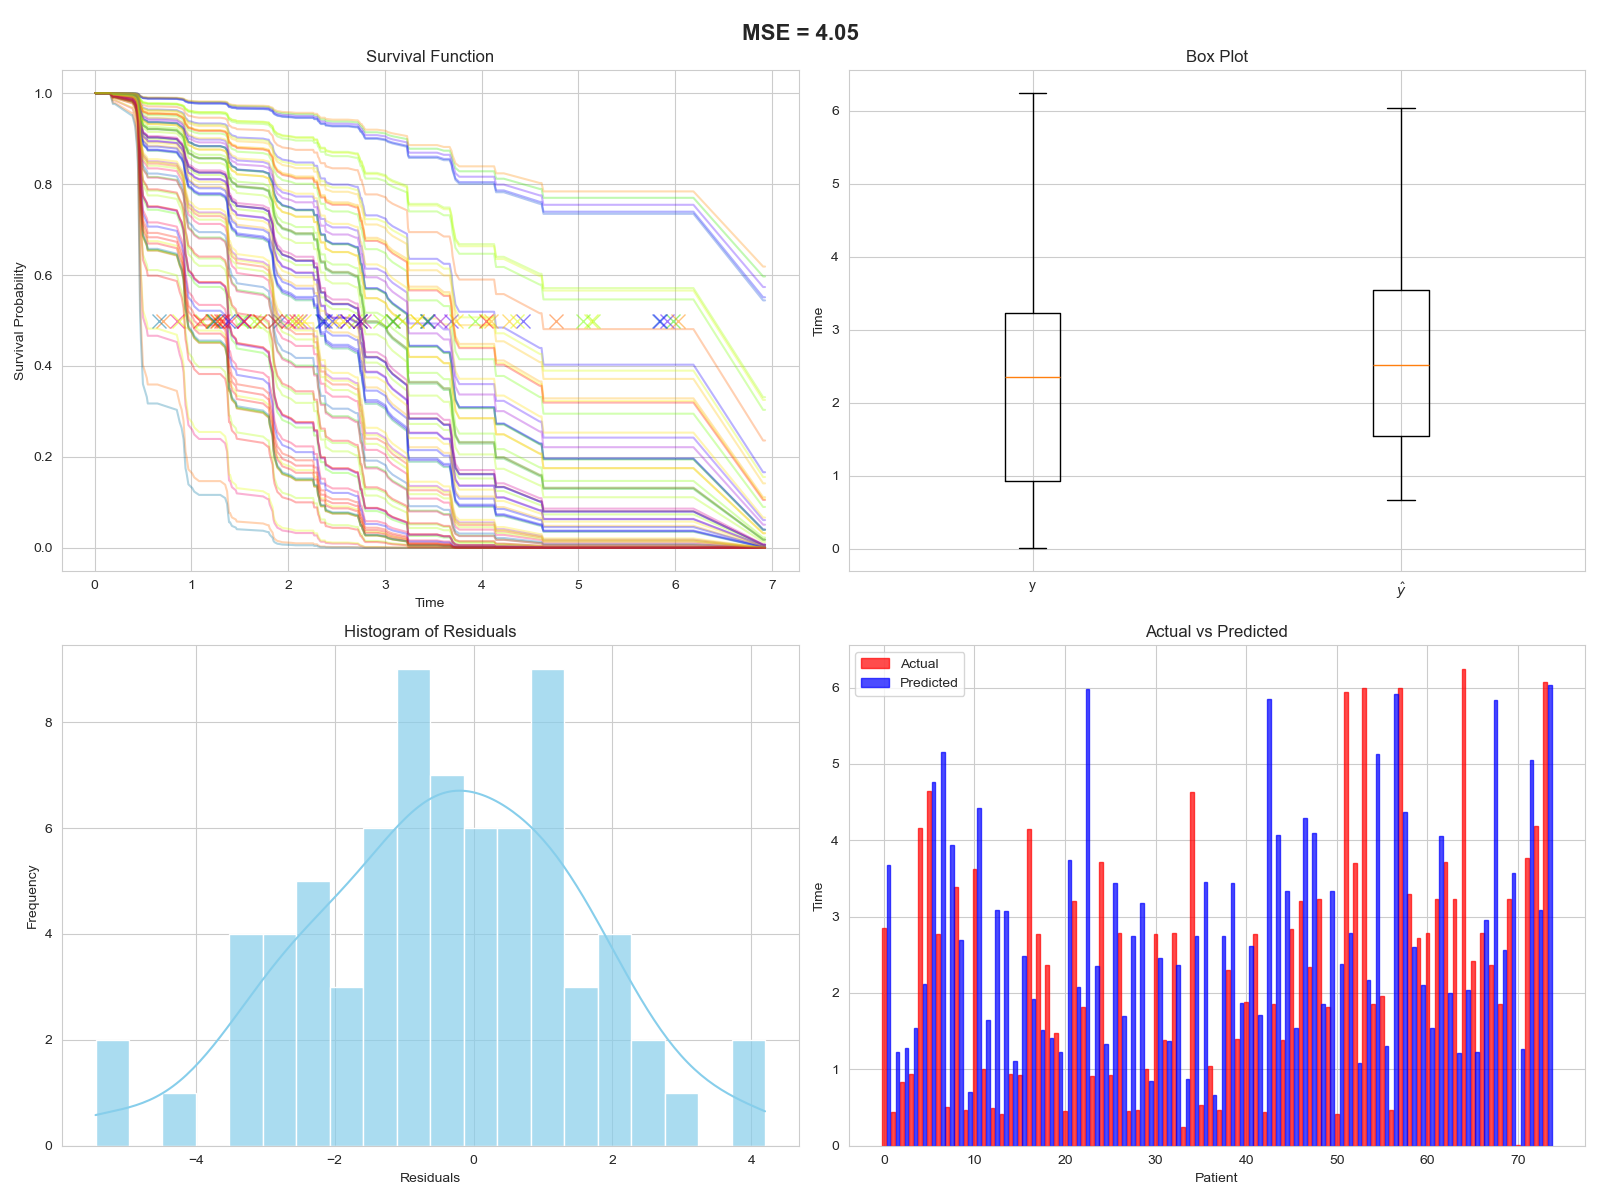 MSE = 4.05
Survival Function
Survival Probability
1.0
0.8
0.6
0.4
0.2
0.0
0 1 2 3 4 5 6 7
Time
Box Plot
Time
6
5
4
3
2
1
0
y ŷ
Histogram of Residuals
Frequency
8
6
4
2
0
−4 −2 0 2 4
Residuals
Actual vs Predicted
Actual
Predicted
Time
6
5
4
3
2
1
0
0 10 20 30 40 50 60 70
Patient